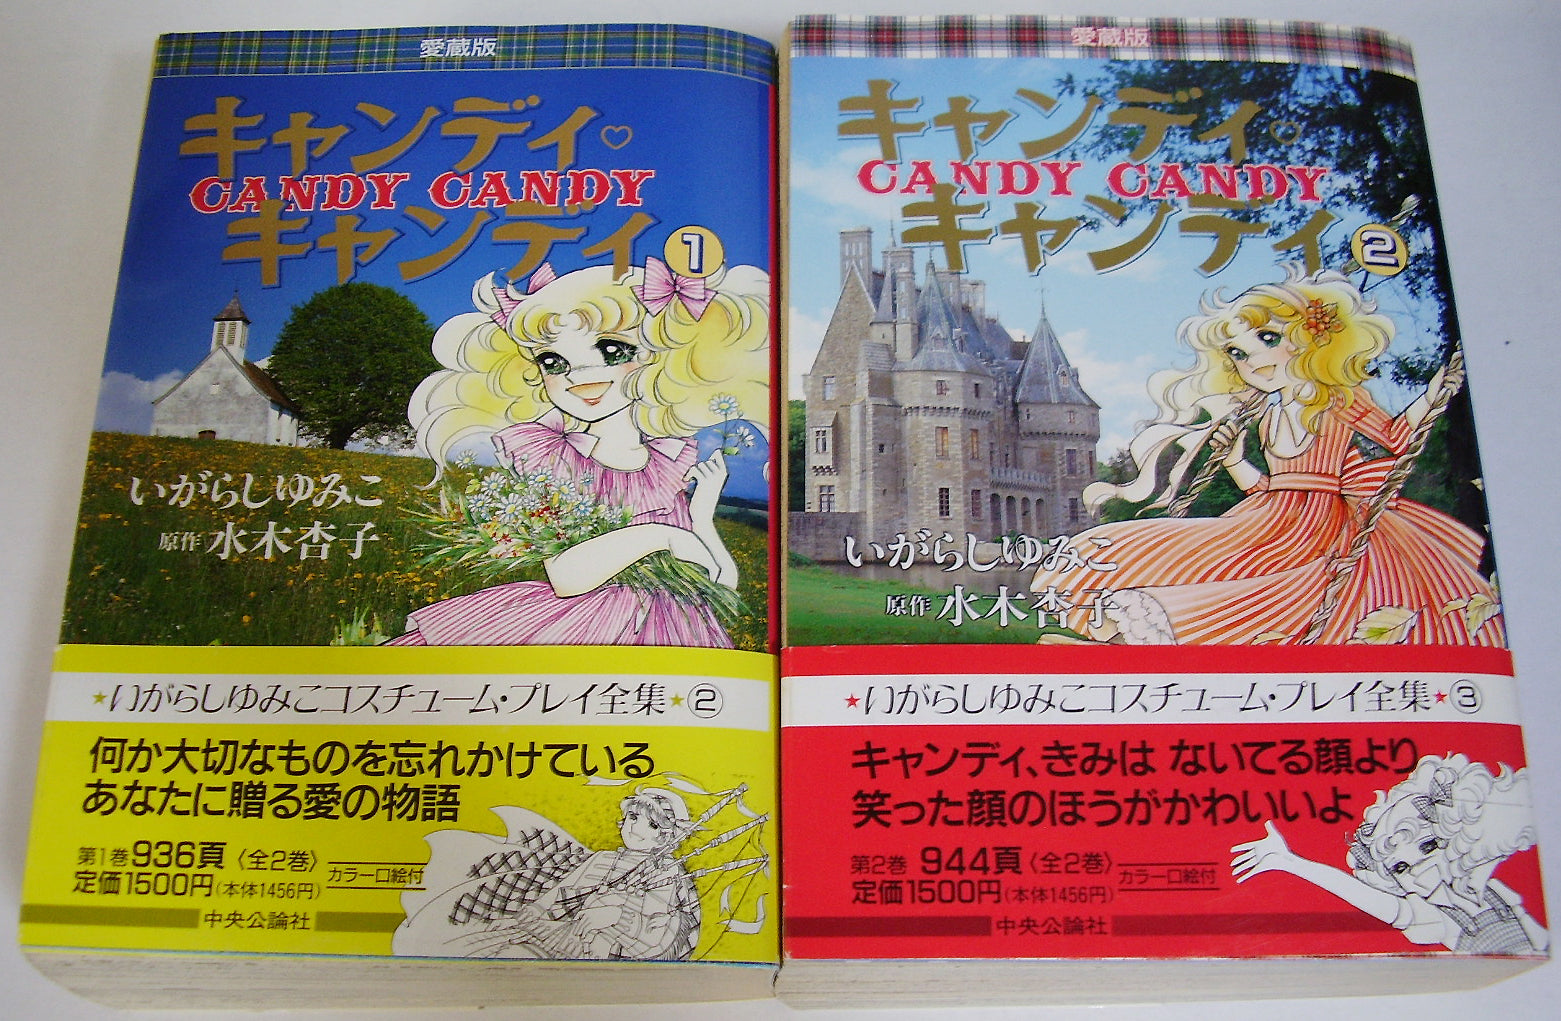 愛蔵版
キャンディ♡
CANDY CANDY
キャンディ
1
いがらしゆみこ
原作 水木杏子
★いがらしゆみこコスチューム・プレイ全集★②
何か大切なものを忘れかけている
あなたに贈る愛の物語
第1巻 936頁〈全2巻〉
カラー口絵付
定価1500円(本体1456円)
中央公論社
愛蔵版
キャンディ♡
CANDY CANDY
キャンディ
2
いがらしゆみこ
原作 水木杏子
★いがらしゆみこコスチューム・プレイ全集★③
キャンディ、きみは ないてる顔より
笑った顔のほうがかわいいよ
第2巻 944頁〈全2巻〉
カラー口絵付
定価1500円(本体1456円)
中央公論社